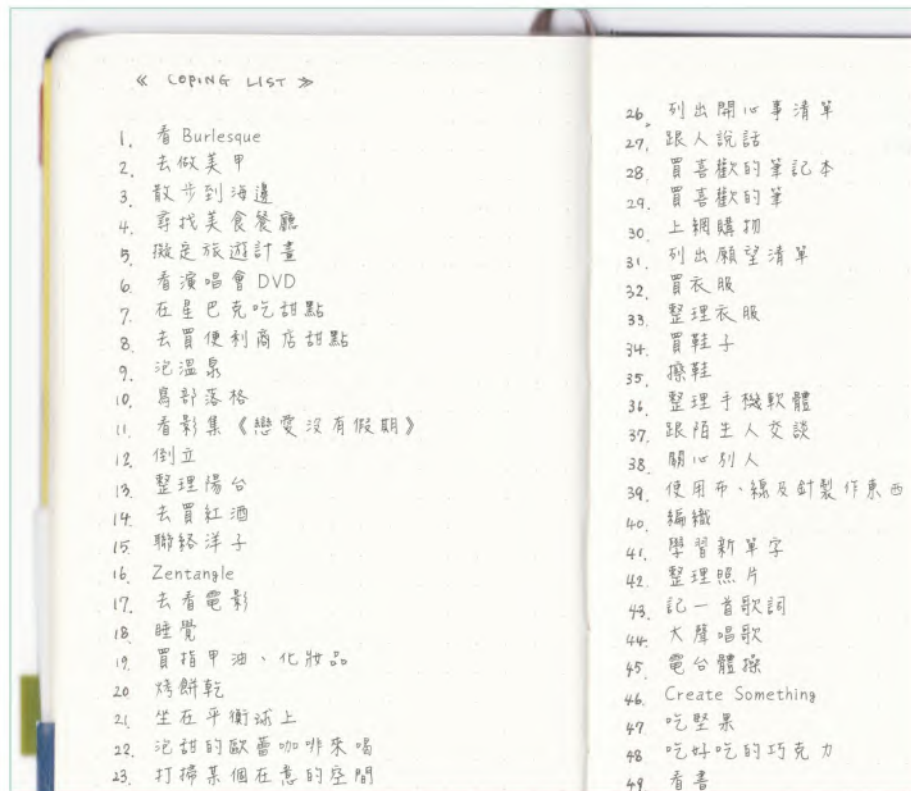 « COPING LIST »
1. 看 Burlesque
2. 去做美甲
3. 散步到海邊
4. 尋找美食餐廳
5. 擬定旅遊計畫
6. 看演唱會 DVD
7. 在星巴克吃甜點
8. 去買便利商店甜點
9. 泡溫泉
10. 寫部落格
11. 看影集《戀愛沒有假期》
12. 倒立
13. 整理陽台
14. 去買紅酒
15. 聯絡洋子
16. Zentangle
17. 去看電影
18. 睡覺
19. 買指甲油、化妝品
20. 烤餅乾
21. 坐在平衡球上
22. 泡甜的歐蕾咖啡來喝
23. 打掃某個在意的空間
26. 列出開心事清單
27. 跟人說話
28. 買喜歡的筆記本
29. 買喜歡的筆
30. 上網購物
31. 列出願望清單
32. 買衣服
33. 整理衣服
34. 買鞋子
35. 擦鞋
36. 整理手機軟體
37. 跟陌生人交談
38. 關心別人
39. 使用布、線及針製作東西
40. 編織
41. 學習新單字
42. 整理照片
43. 記一首歌詞
44. 大聲唱歌
45. 電台體操
46. Create Something
47. 吃堅果
48. 吃好吃的巧克力
49. 看書